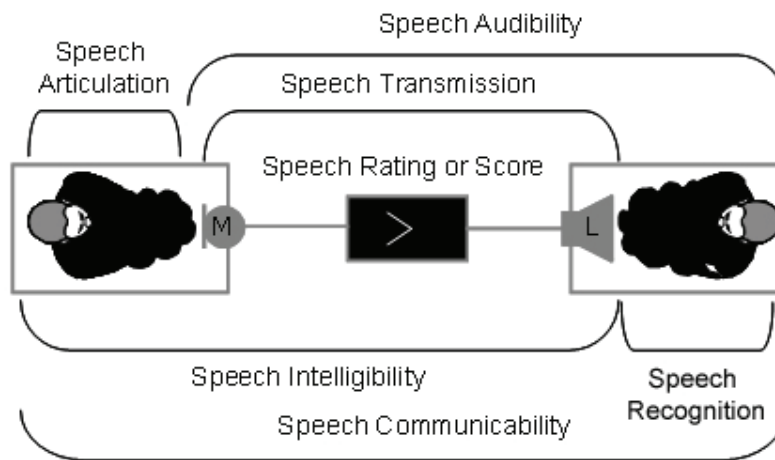 Speech Audibility
Speech
Articulation
Speech Transmission
Speech Rating or Score
M
L
Speech Intelligibility
Speech
Recognition
Speech Communicability